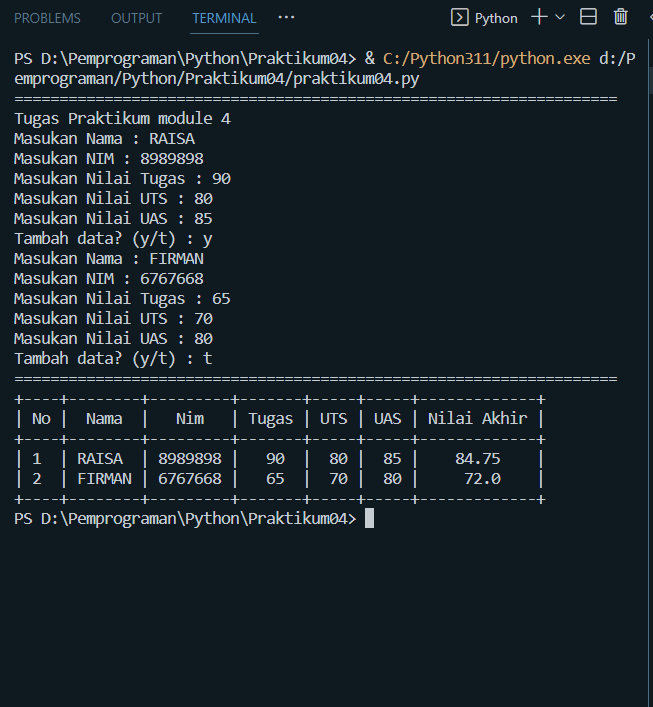 PROBLEMS OUTPUT TERMINAL ··· Python
PS D:\Pemprograman\Python\Praktikum04> & C:/Python311/python.exe d:/P
emprograman/Python/Praktikum04/praktikum04.py
===================================================================
Tugas Praktikum module 4
Masukan Nama : RAISA
Masukan NIM : 8989898
Masukan Nilai Tugas : 90
Masukan Nilai UTS : 80
Masukan Nilai UAS : 85
Tambah data? (y/t) : y
Masukan Nama : FIRMAN
Masukan NIM : 6767668
Masukan Nilai Tugas : 65
Masukan Nilai UTS : 70
Masukan Nilai UAS : 80
Tambah data? (y/t) : t
===================================================================
+----+--------+---------+-------+-----+-----+-------------+
| No |  Nama  |   Nim   | Tugas | UTS | UAS | Nilai Akhir |
+----+--------+---------+-------+-----+-----+-------------+
| 1  | RAISA  | 8989898 |   90  |  80 |  85 |    84.75    |
| 2  | FIRMAN | 6767668 |   65  |  70 |  80 |     72.0    |
+----+--------+---------+-------+-----+-----+-------------+
PS D:\Pemprograman\Python\Praktikum04>